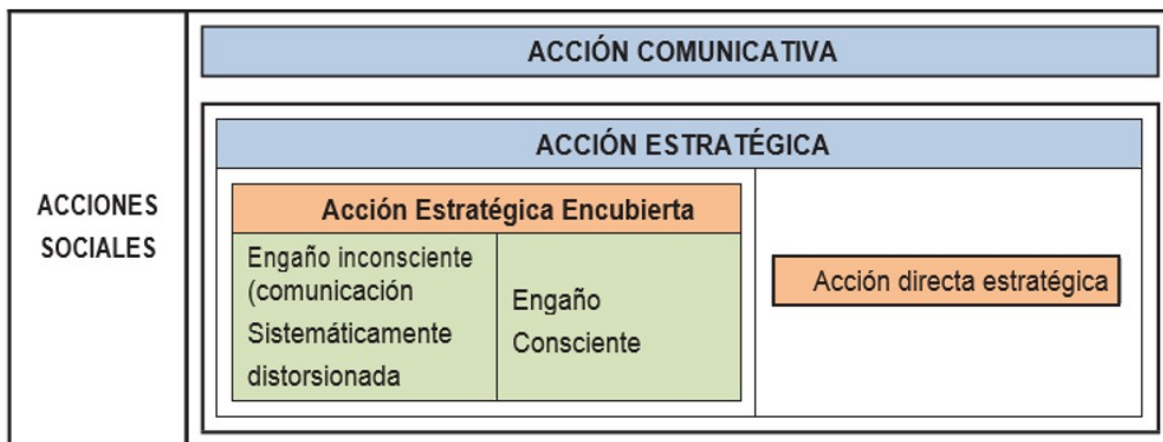 ACCIONES
SOCIALES
ACCIÓN COMUNICATIVA
ACCIÓN ESTRATÉGICA
Acción Estratégica Encubierta
Engaño inconsciente
(comunicación
Sistemáticamente
distorsionada
Engaño
Consciente
Acción directa estratégica